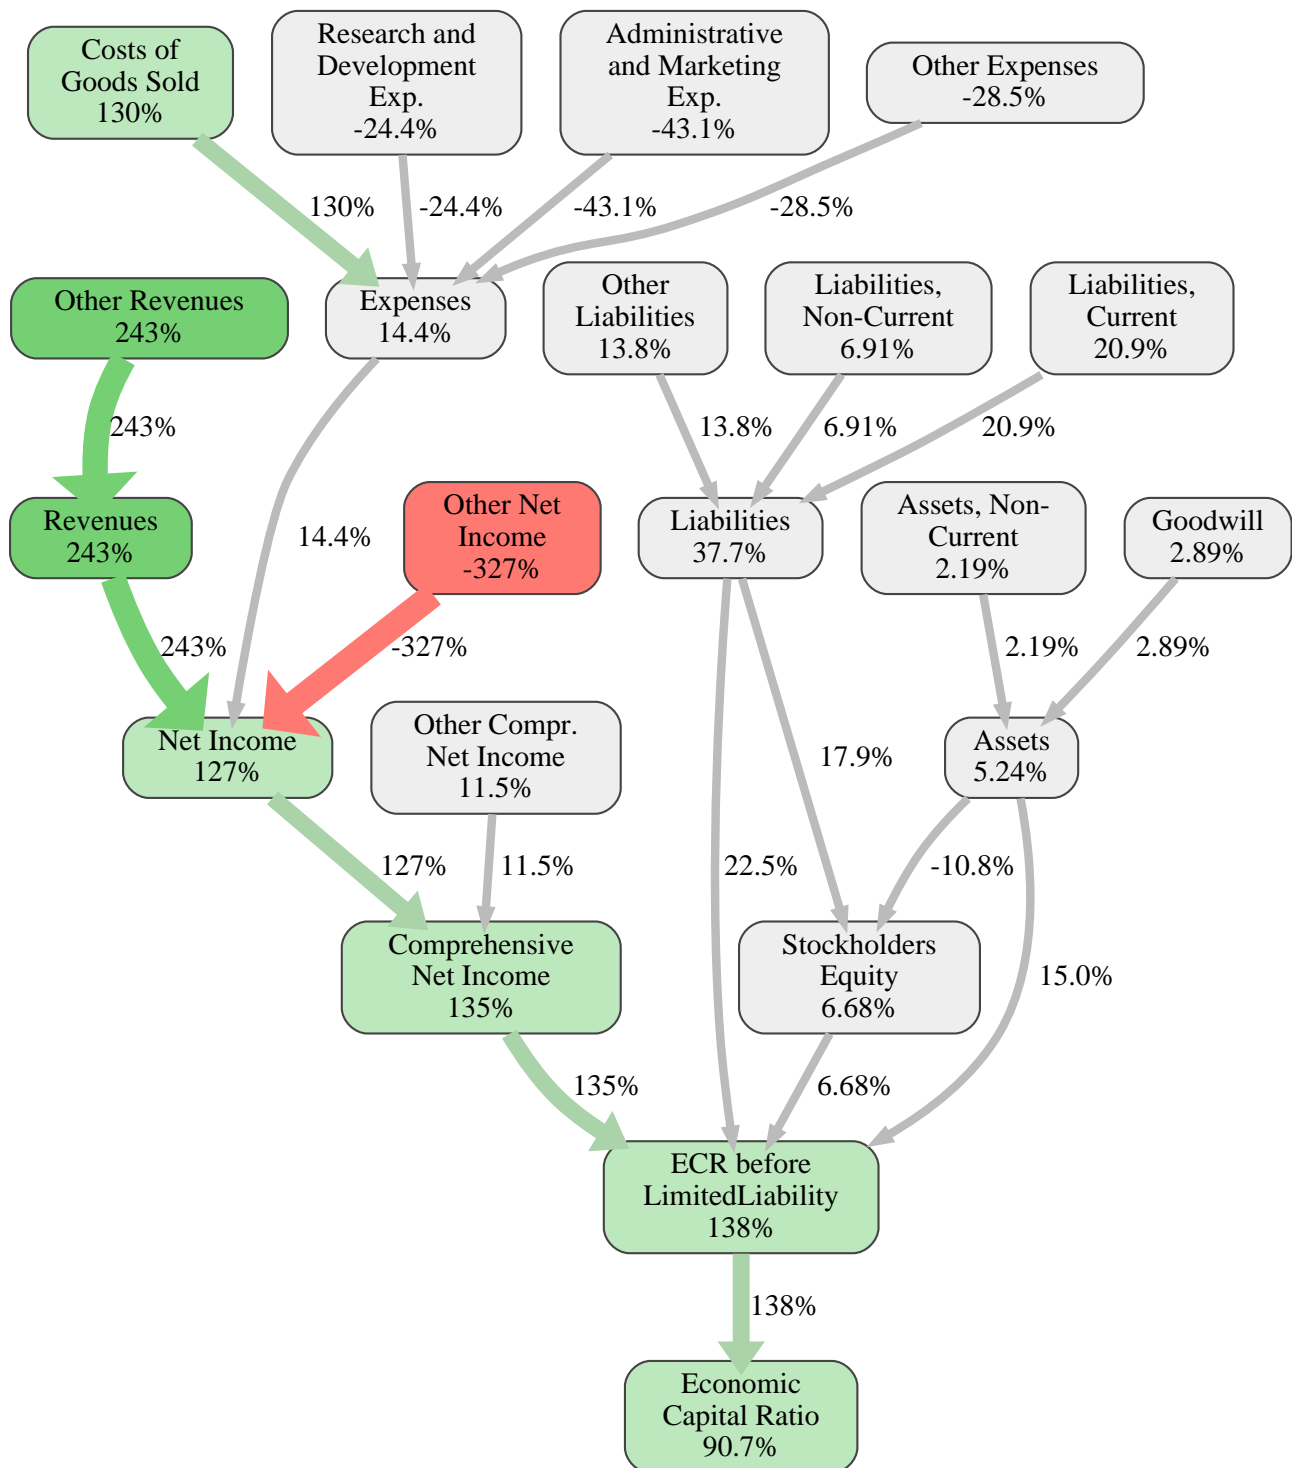 Costs of
Goods Sold
130%
Research and
Development
Exp.
-24.4%
Administrative
and Marketing
Exp.
-43.1%
Other Expenses
-28.5%
130%
-24.4%
-43.1%
-28.5%
Other Revenues
243%
Expenses
14.4%
Other
Liabilities
13.8%
Liabilities,
Non-Current
6.91%
Liabilities,
Current
20.9%
243%
13.8%
6.91%
20.9%
Revenues
243%
14.4%
Other Net
Income
-327%
Liabilities
37.7%
Assets, Non-
Current
2.19%
Goodwill
2.89%
243%
-327%
2.19%
2.89%
Net Income
127%
Other Compr.
Net Income
11.5%
17.9%
Assets
5.24%
127%
11.5%
22.5%
-10.8%
Comprehensive
Net Income
135%
Stockholders
Equity
6.68%
15.0%
135%
6.68%
ECR before
LimitedLiability
138%
138%
Economic
Capital Ratio
90.7%